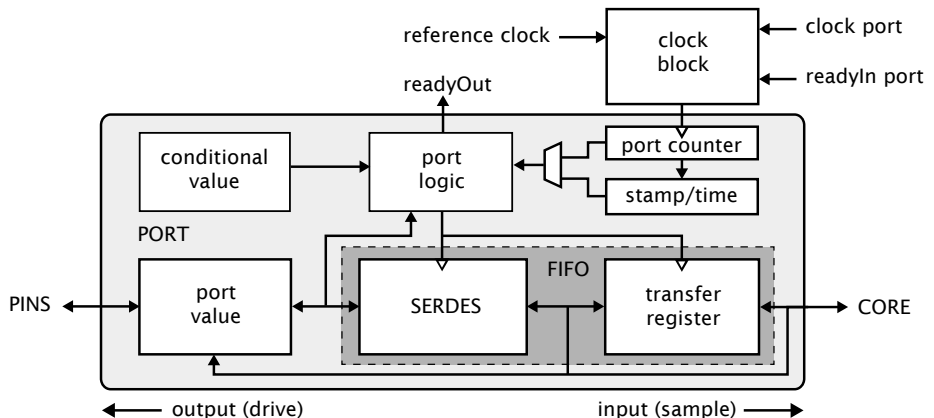 reference clock
clock
block
clock port
readyIn port
readyOut
conditional
value
port
logic
port counter
stamp/time
PORT
FIFO
PINS
port
value
SERDES
transfer
register
CORE
output (drive)
input (sample)